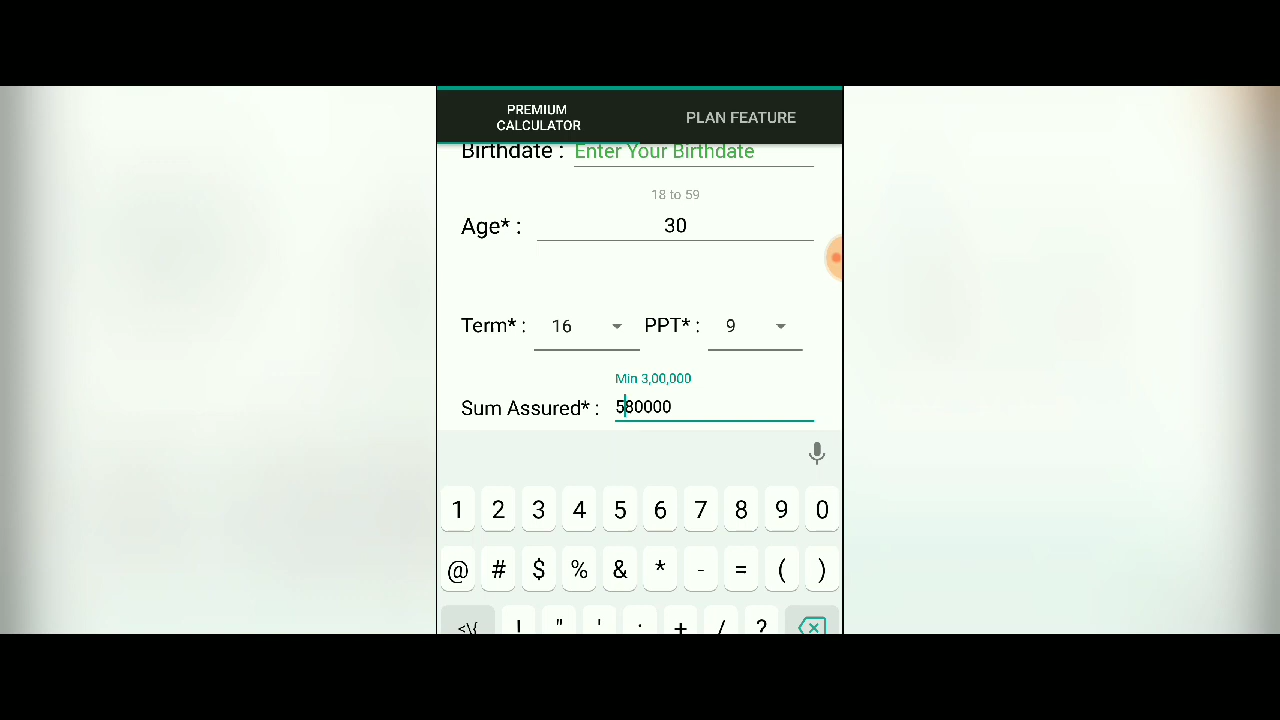 PREMIUM
CALCULATOR
PLAN FEATURE
Birthdate : Enter Your Birthdate
18 to 59
Age* : 30
Term* : 16 PPT* : 9
Min 3,00,000
Sum Assured* : 580000
1 2 3 4 5 6 7 8 9 0
@ # $ % & * - = ( )
<\{ ! " ' : + / ?